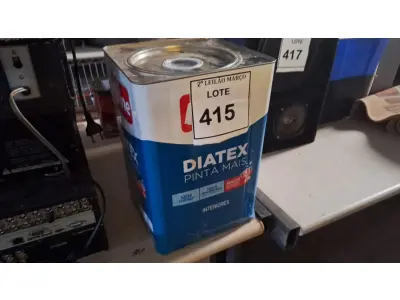 2º LEILÃO MARÇO
LOTE
415
LOTE
417
DIATEX
PINTA MAIS
INTERIORES